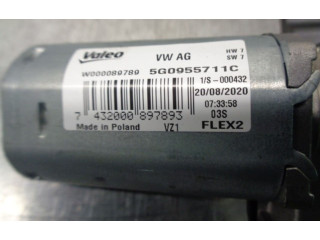 Valeo VW AG HW 7
SW 7
W000089789 5G0955711C
1/S-000432
20/08/2020
07:33:58
7 432000 897893 03S
Made in Poland VZ1 FLEX2